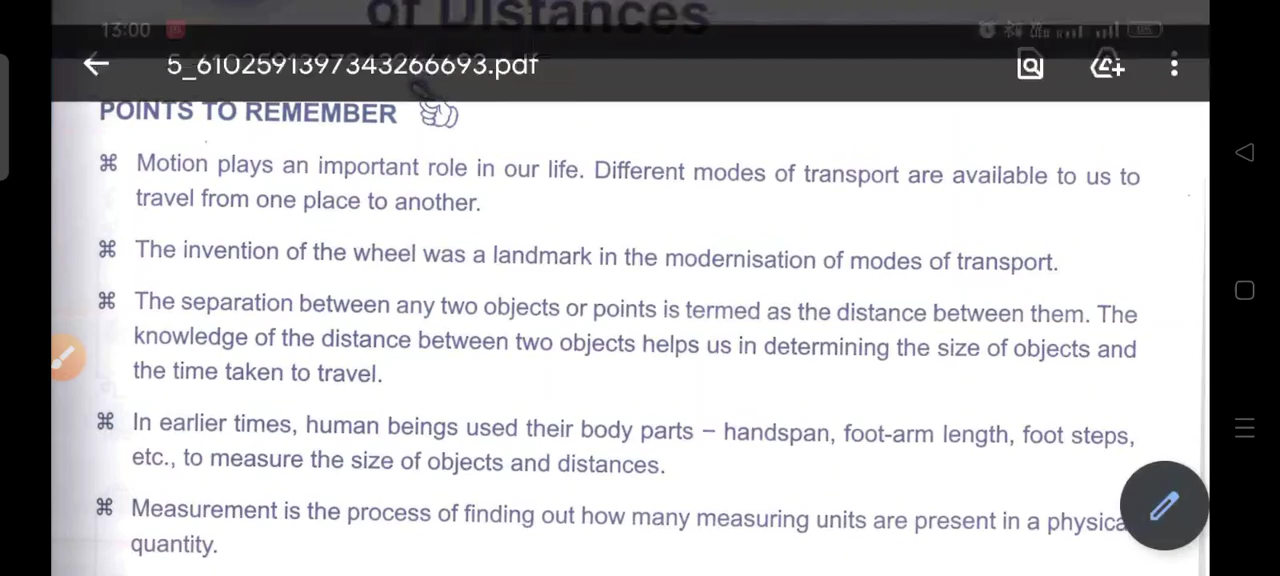 of Distances
13:00
5_6102591397343266693.pdf
POINTS TO REMEMBER
⌘ Motion plays an important role in our life. Different modes of transport are available to us to
travel from one place to another.
⌘ The invention of the wheel was a landmark in the modernisation of modes of transport.
⌘ The separation between any two objects or points is termed as the distance between them. The
knowledge of the distance between two objects helps us in determining the size of objects and
the time taken to travel.
⌘ In earlier times, human beings used their body parts – handspan, foot-arm length, foot steps,
etc., to measure the size of objects and distances.
⌘ Measurement is the process of finding out how many measuring units are present in a physica
quantity.